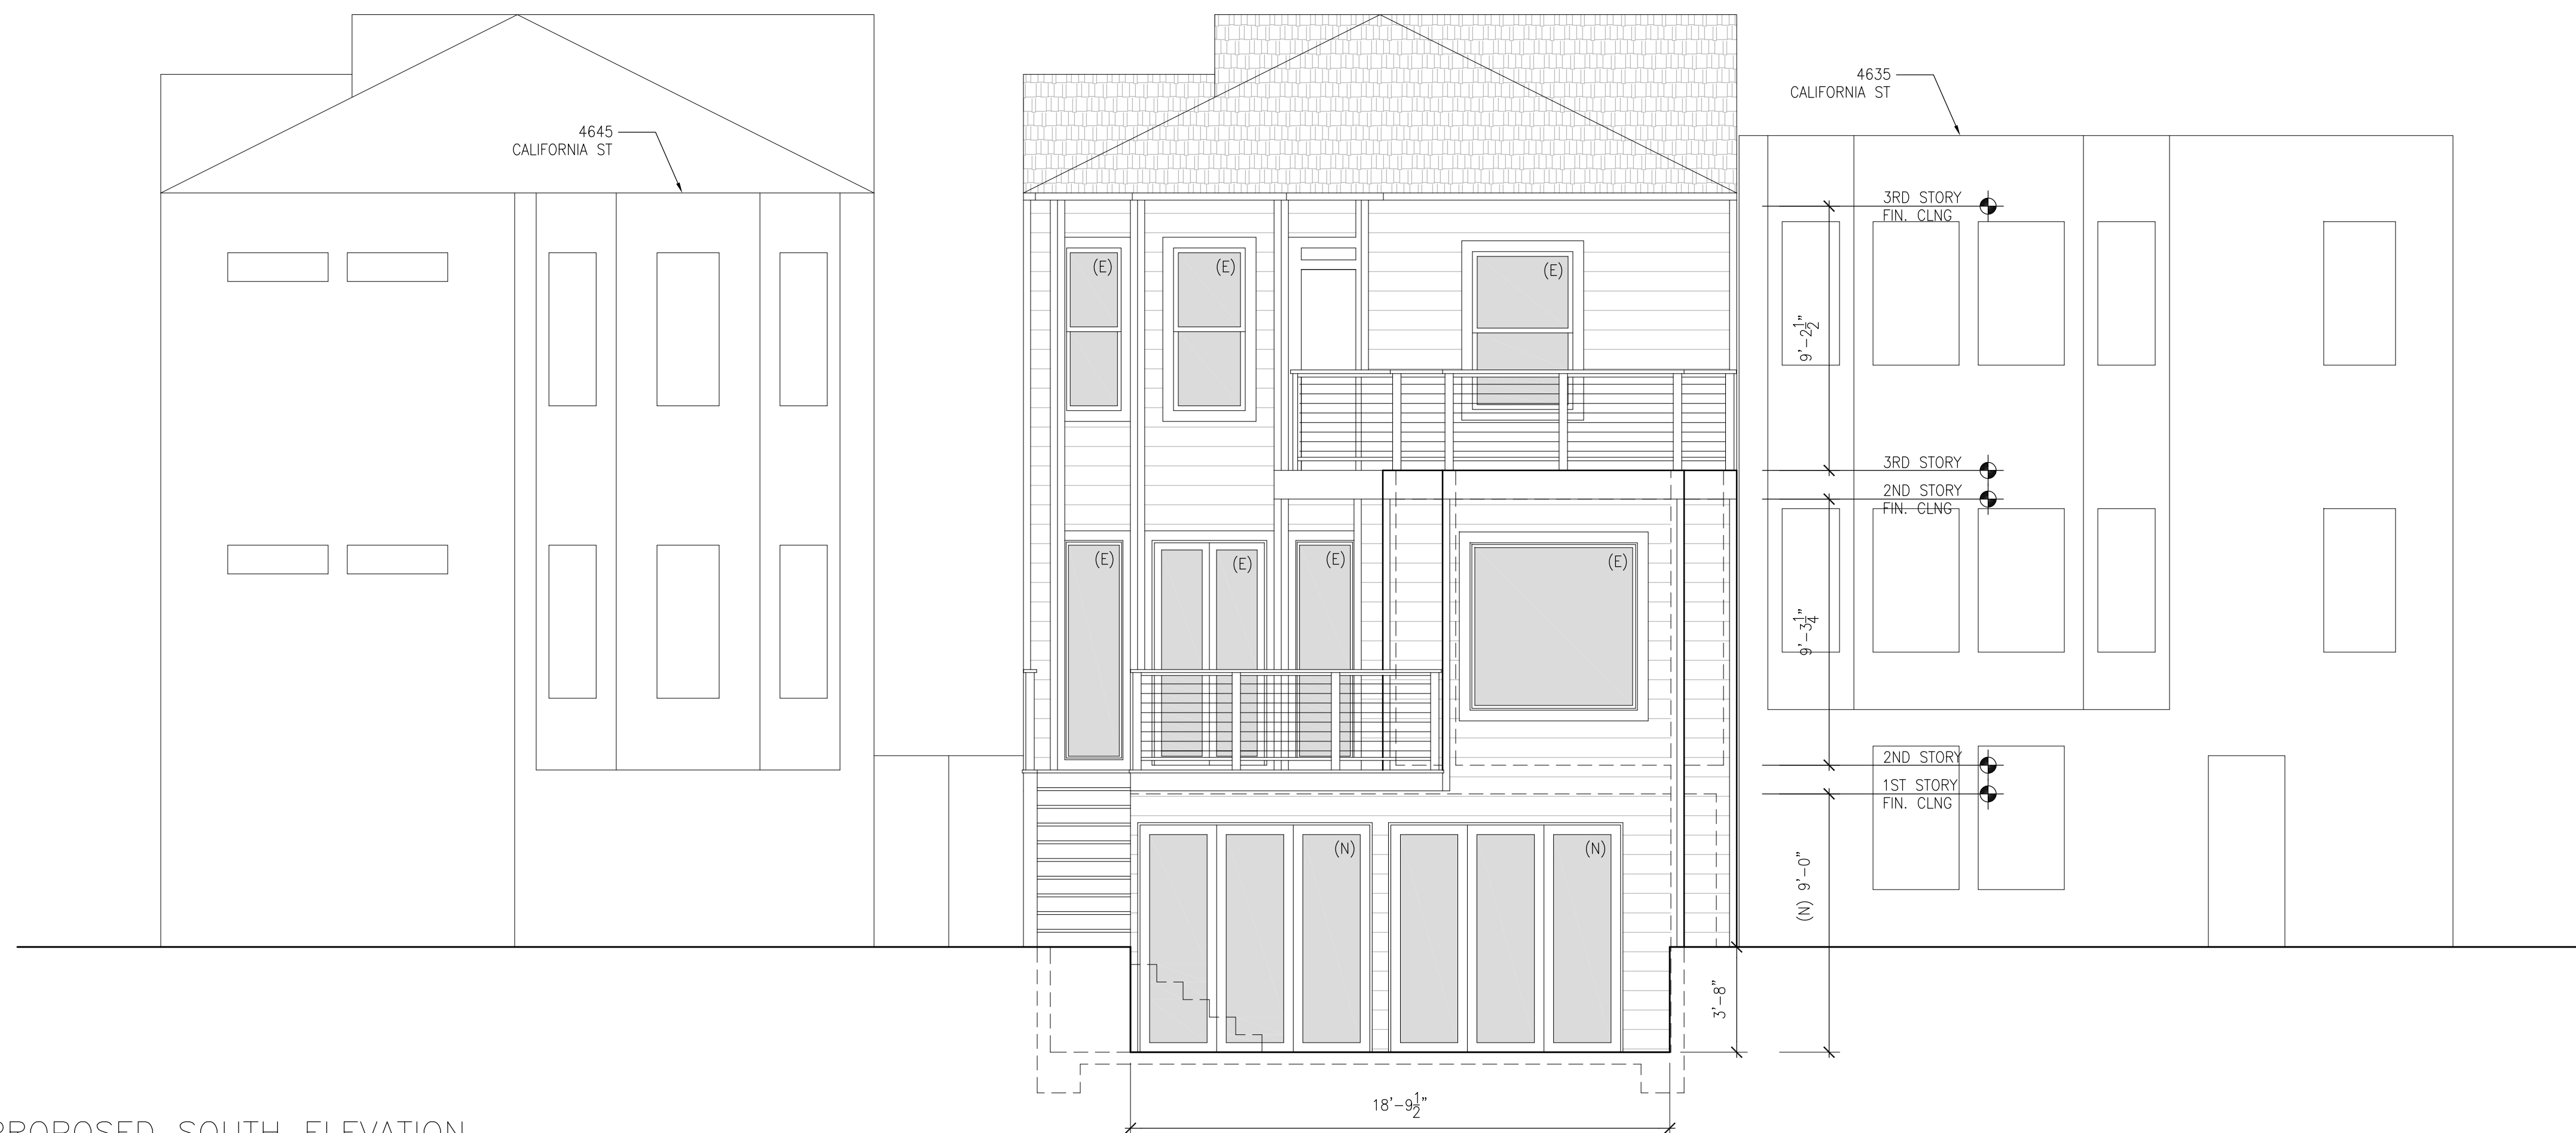 4645
CALIFORNIA ST
4635
CALIFORNIA ST
3RD STORY
FIN. CLNG
(E)
(E)
(E)
9'-2½"
3RD STORY
2ND STORY
FIN. CLNG
(E)
(E)
(E)
(E)
9'-3¼"
2ND STORY
1ST STORY
FIN. CLNG
(N)
(N)
(N) 9'-0"
3'-8"
18'-9½"
PROPOSED SOUTH ELEVATION